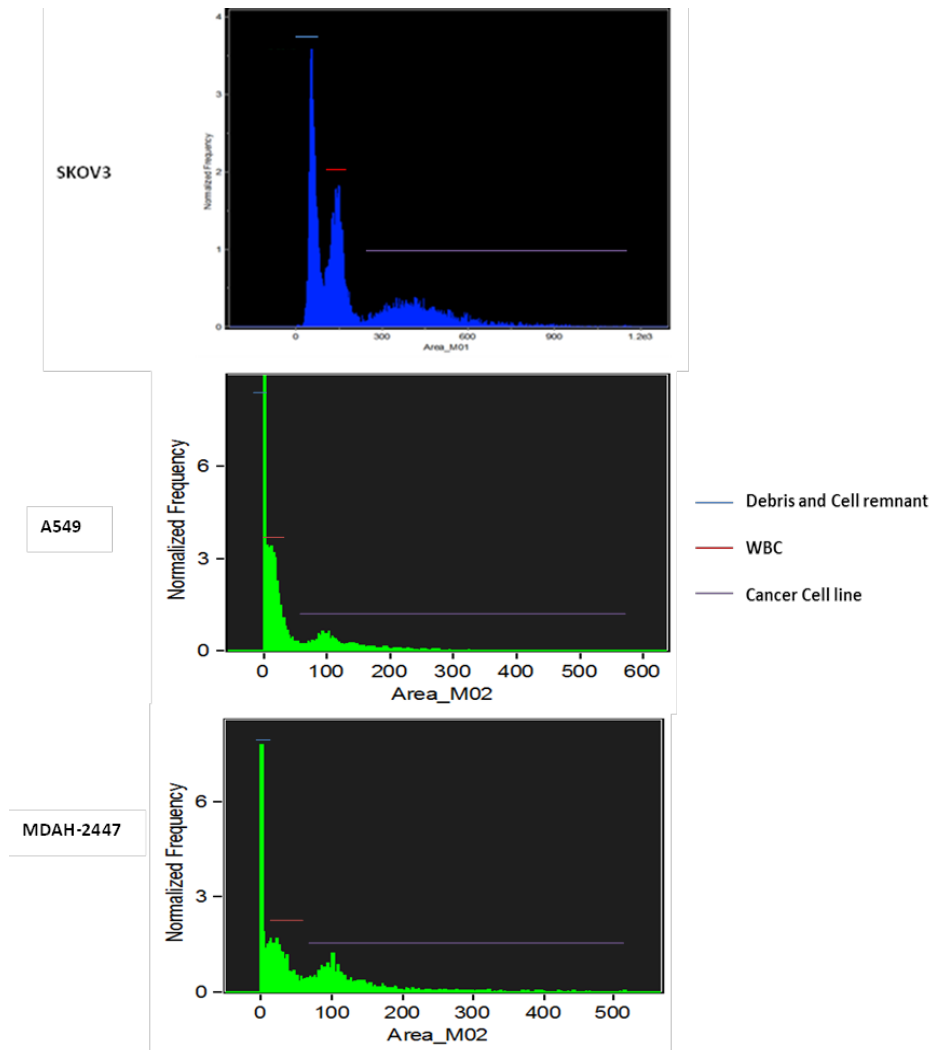 4
3
Normalized Frequency
2
1
0
0 300 600 900 1.2e3
Area_M01
SKOV3
6
Normalized Frequency
3
0
0 100 200 300 400 500 600
Area_M02
A549
Debris and Cell remnant
WBC
Cancer Cell line
6
Normalized Frequency
3
0
0 100 200 300 400 500
Area_M02
MDAH-2447